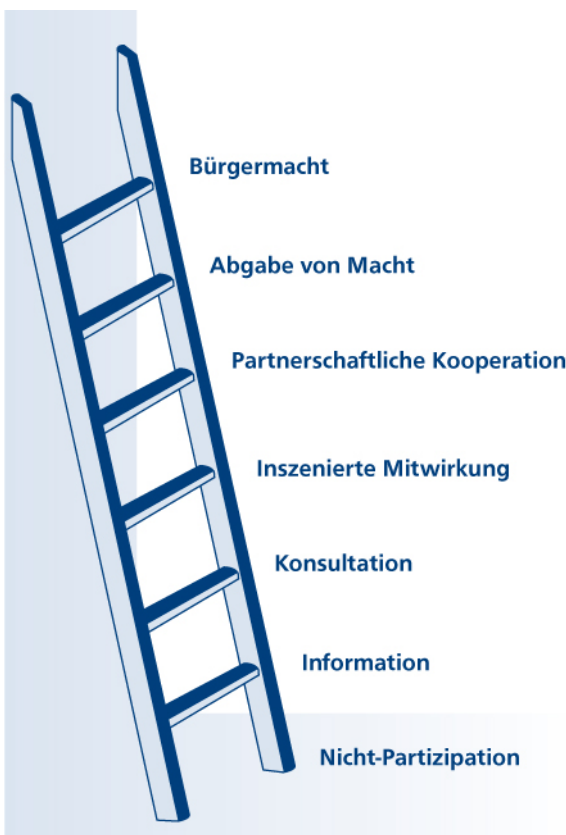 Bürgermacht
Abgabe von Macht
Partnerschaftliche Kooperation
Inszenierte Mitwirkung
Konsultation
Information
Nicht-Partizipation